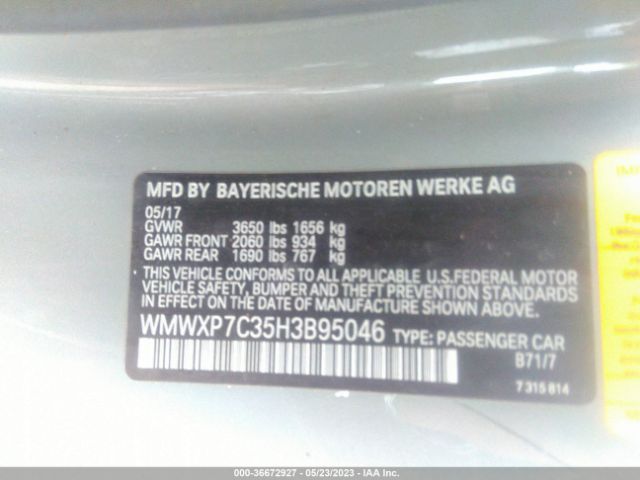 MFD BY BAYERISCHE MOTOREN WERKE AG
05/17
GVWR 3650 lbs 1656 kg
GAWR FRONT 2060 lbs 934 kg
GAWR REAR 1690 lbs 767 kg
THIS VEHICLE CONFORMS TO ALL APPLICABLE U.S.FEDERAL MOTOR
VEHICLE SAFETY, BUMPER AND THEFT PREVENTION STANDARDS
IN EFFECT ON THE DATE OF MANUFACTURE SHOWN ABOVE.
WMWXP7C35H3B95046 TYPE: PASSENGER CAR
B71/7
7 315 814
000-36672927 - 05/23/2023 - IAA Inc.